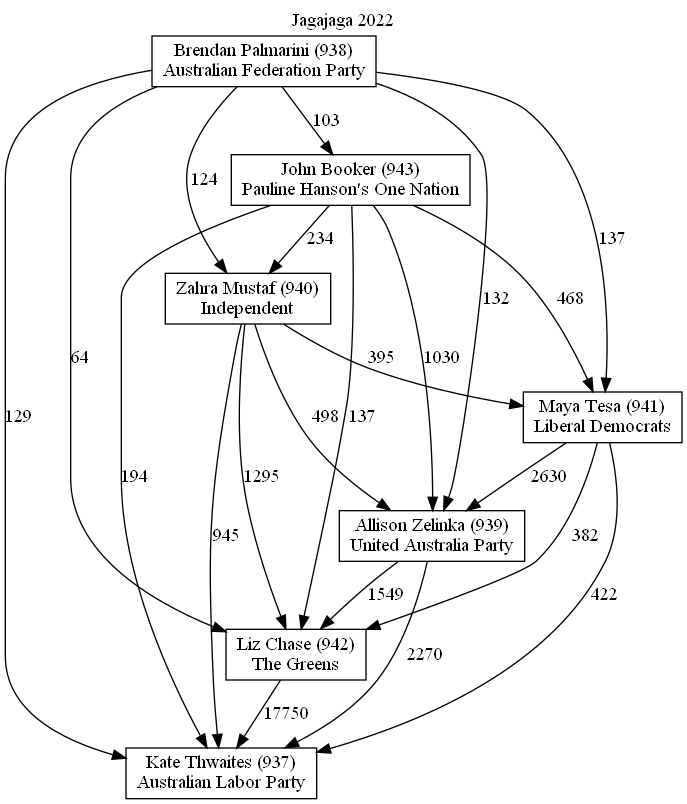 Jagajaga 2022
Brendan Palmarini (938)
Australian Federation Party
103
John Booker (943)
Pauline Hanson's One Nation
124
137
234
Zahra Mustaf (940)
Independent
132
468
64
395
1030
129
498
137
Maya Tesa (941)
Liberal Democrats
194
1295
2630
945
Allison Zelinka (939)
United Australia Party
382
1549
422
Liz Chase (942)
The Greens
2270
17750
Kate Thwaites (937)
Australian Labor Party